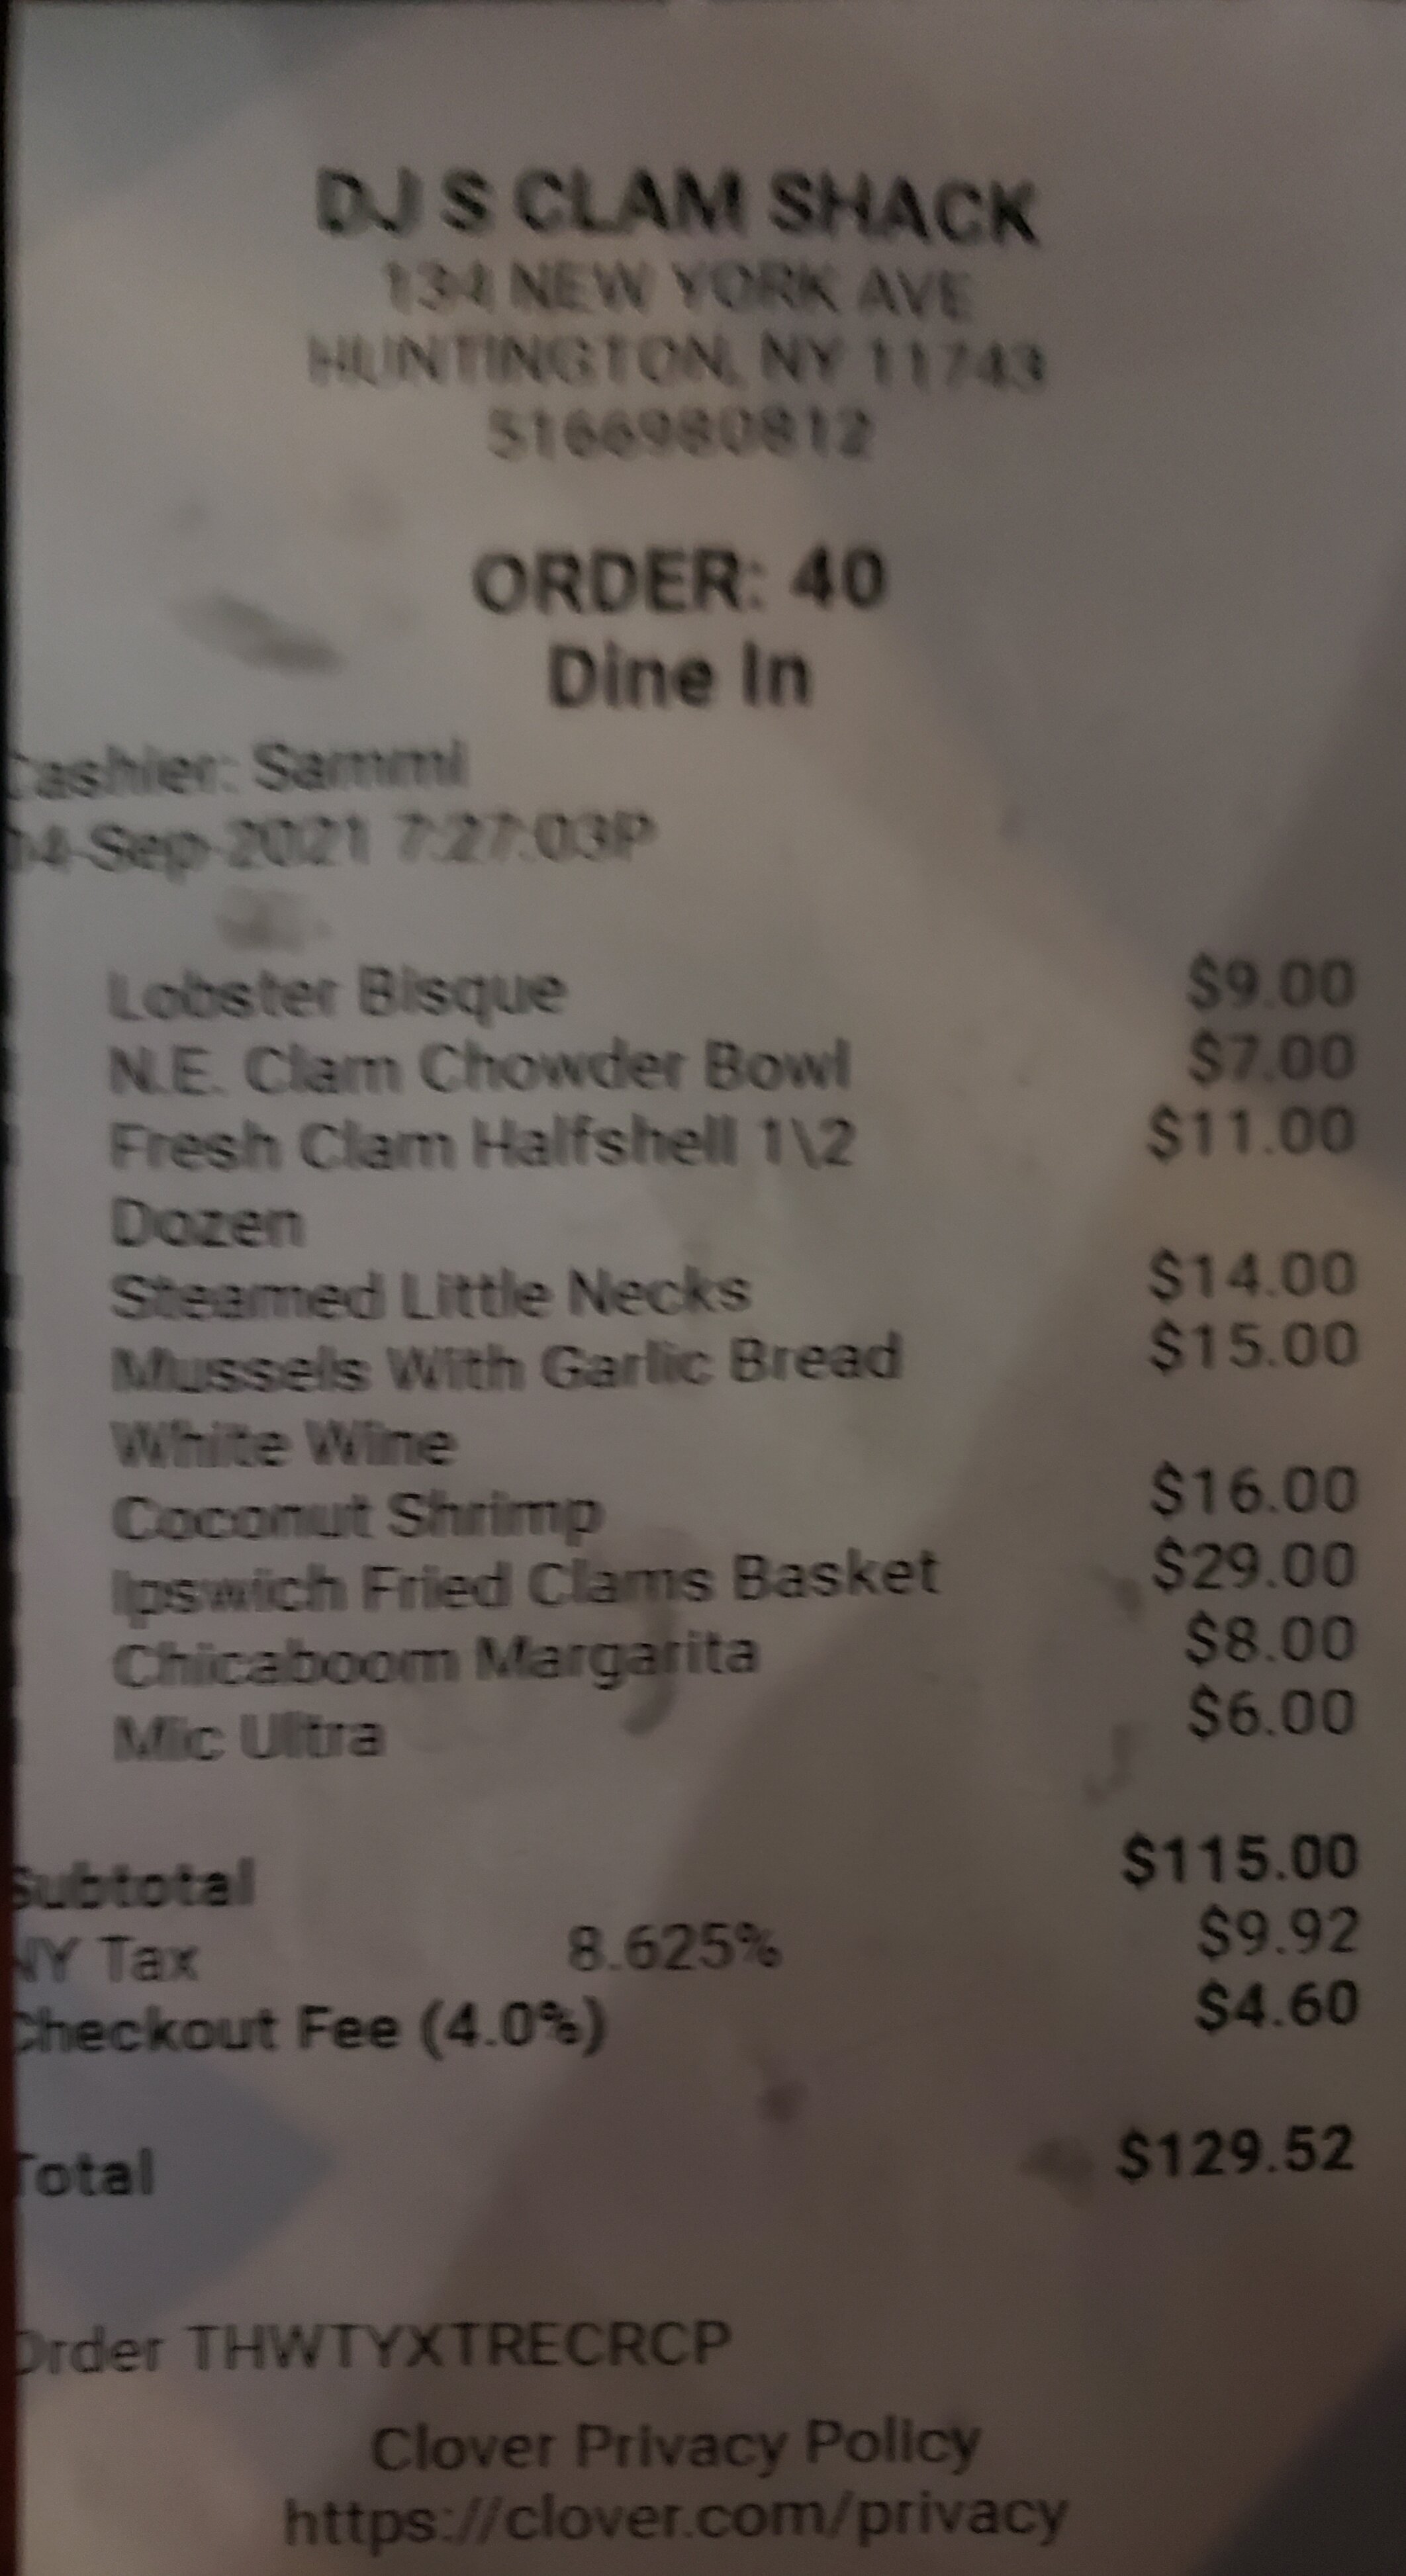 DJ S CLAM SHACK
134 NEW YORK AVE
HUNTINGTON, NY 11743
5166980812
ORDER: 40
Dine In
Cashier: Sammi
04-Sep-2021 7:27:03P
Lobster Bisque $9.00
N.E. Clam Chowder Bowl $7.00
Fresh Clam Halfshell 1\2 $11.00
Dozen
Steamed Little Necks $14.00
Mussels With Garlic Bread $15.00
White Wine
Coconut Shrimp $16.00
Ipswich Fried Clams Basket $29.00
Chicaboom Margarita $8.00
Mic Ultra $6.00
Subtotal $115.00
NY Tax 8.625% $9.92
Checkout Fee (4.0%) $4.60
Total $129.52
Order THWTYXTRECRCP
Clover Privacy Policy
https://clover.com/privacy